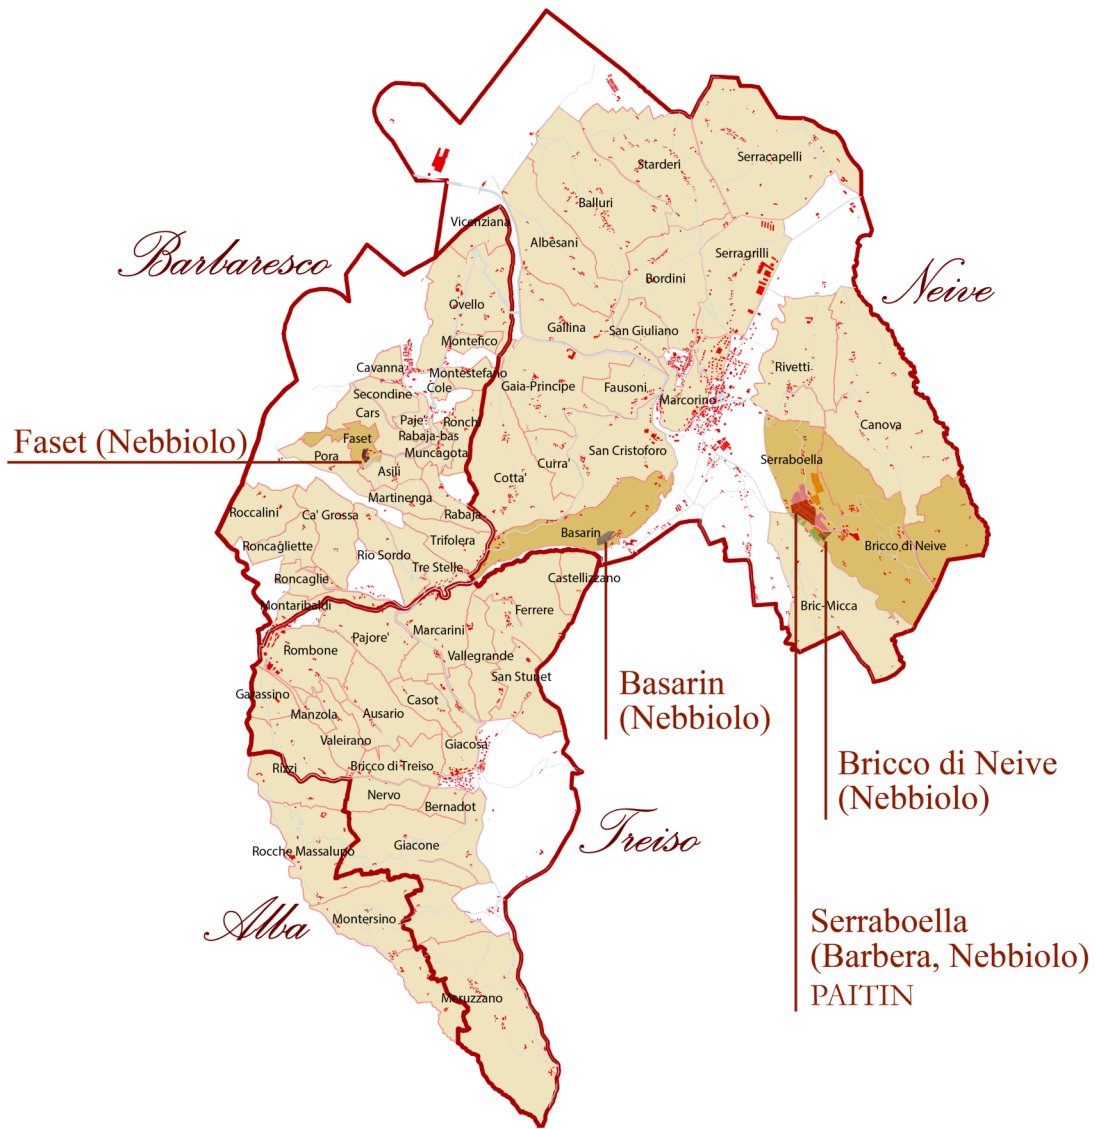 Starderi
Serracapelli
Balluri
Vicenziana
Albesani
Barbaresco
Serragrilli
Bordini
Neive
Ovello
Gallina
San Giuliano
Montefico
Cavanna
Montestefano
Rivetti
Cole
Gaia-Principe
Fausoni
Secondine
Marcorino
Cars
Paje'
Ronchi
Canova
Faset (Nebbiolo)
Faset
Rabaja-bas
Pora
Muncagota
San Cristoforo
Serraboella
Curra'
Asili
Cotta'
Martinenga
Roccalini
Ca' Grossa
Rabaja
Basarin
Trifolera
Roncagliette
Bricco di Neive
Rio Sordo
Tre Stelle
Roncaglie
Castellizzano
Montaribaldi
Ferrere
Bric-Micca
Marcarini
Pajore'
Rombone
Vallegrande
San Stunet
Basarin
(Nebbiolo)
Garassino
Casot
Manzola
Ausario
Valeirano
Giacosa
Rizzi
Bricco di Treiso
Bricco di Neive
(Nebbiolo)
Nervo
Bernadot
Treiso
Giacone
Rocche Massalupo
Alba
Montersino
Serraboella
(Barbera, Nebbiolo)
PAITIN
Meruzzano